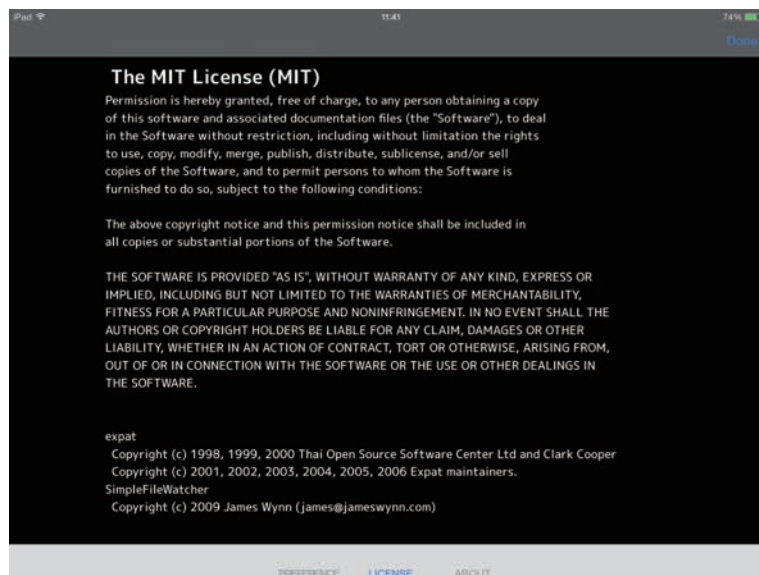 iPad 11:41 74%
Done
The MIT License (MIT)
Permission is hereby granted, free of charge, to any person obtaining a copy
of this software and associated documentation files (the "Software"), to deal
in the Software without restriction, including without limitation the rights
to use, copy, modify, merge, publish, distribute, sublicense, and/or sell
copies of the Software, and to permit persons to whom the Software is
furnished to do so, subject to the following conditions:
The above copyright notice and this permission notice shall be included in
all copies or substantial portions of the Software.
THE SOFTWARE IS PROVIDED "AS IS", WITHOUT WARRANTY OF ANY KIND, EXPRESS OR
IMPLIED, INCLUDING BUT NOT LIMITED TO THE WARRANTIES OF MERCHANTABILITY,
FITNESS FOR A PARTICULAR PURPOSE AND NONINFRINGEMENT. IN NO EVENT SHALL THE
AUTHORS OR COPYRIGHT HOLDERS BE LIABLE FOR ANY CLAIM, DAMAGES OR OTHER
LIABILITY, WHETHER IN AN ACTION OF CONTRACT, TORT OR OTHERWISE, ARISING FROM,
OUT OF OR IN CONNECTION WITH THE SOFTWARE OR THE USE OR OTHER DEALINGS IN
THE SOFTWARE.
expat
Copyright (c) 1998, 1999, 2000 Thai Open Source Software Center Ltd and Clark Cooper
Copyright (c) 2001, 2002, 2003, 2004, 2005, 2006 Expat maintainers.
SimpleFileWatcher
Copyright (c) 2009 James Wynn (james@jameswynn.com)
PREFERENCE LICENSE ABOUT